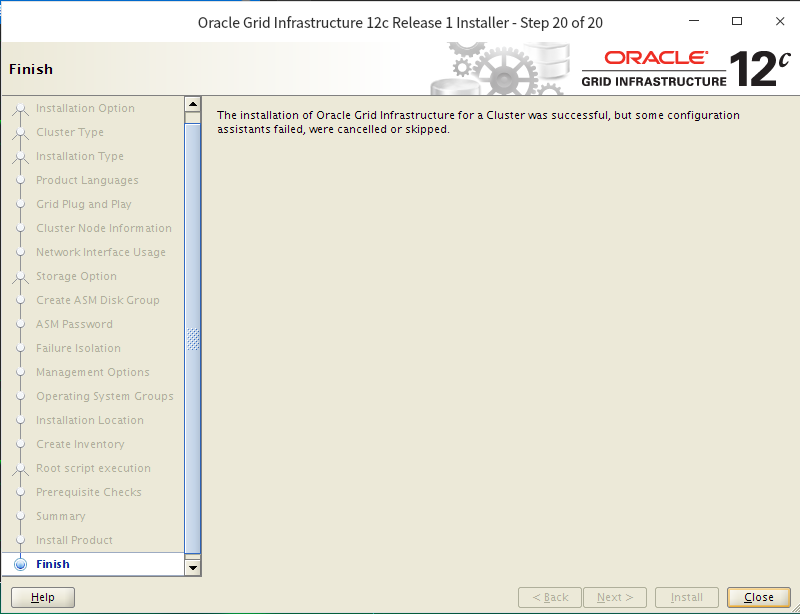 Oracle Grid Infrastructure 12c Release 1 Installer - Step 20 of 20
Finish
ORACLE®
GRID INFRASTRUCTURE
12c
Installation Option
Cluster Type
Installation Type
Product Languages
Grid Plug and Play
Cluster Node Information
Network Interface Usage
Storage Option
Create ASM Disk Group
ASM Password
Failure Isolation
Management Options
Operating System Groups
Installation Location
Create Inventory
Root script execution
Prerequisite Checks
Summary
Install Product
Finish
The installation of Oracle Grid Infrastructure for a Cluster was successful, but some configuration
assistants failed, were cancelled or skipped.
Help
< Back
Next >
Install
Close